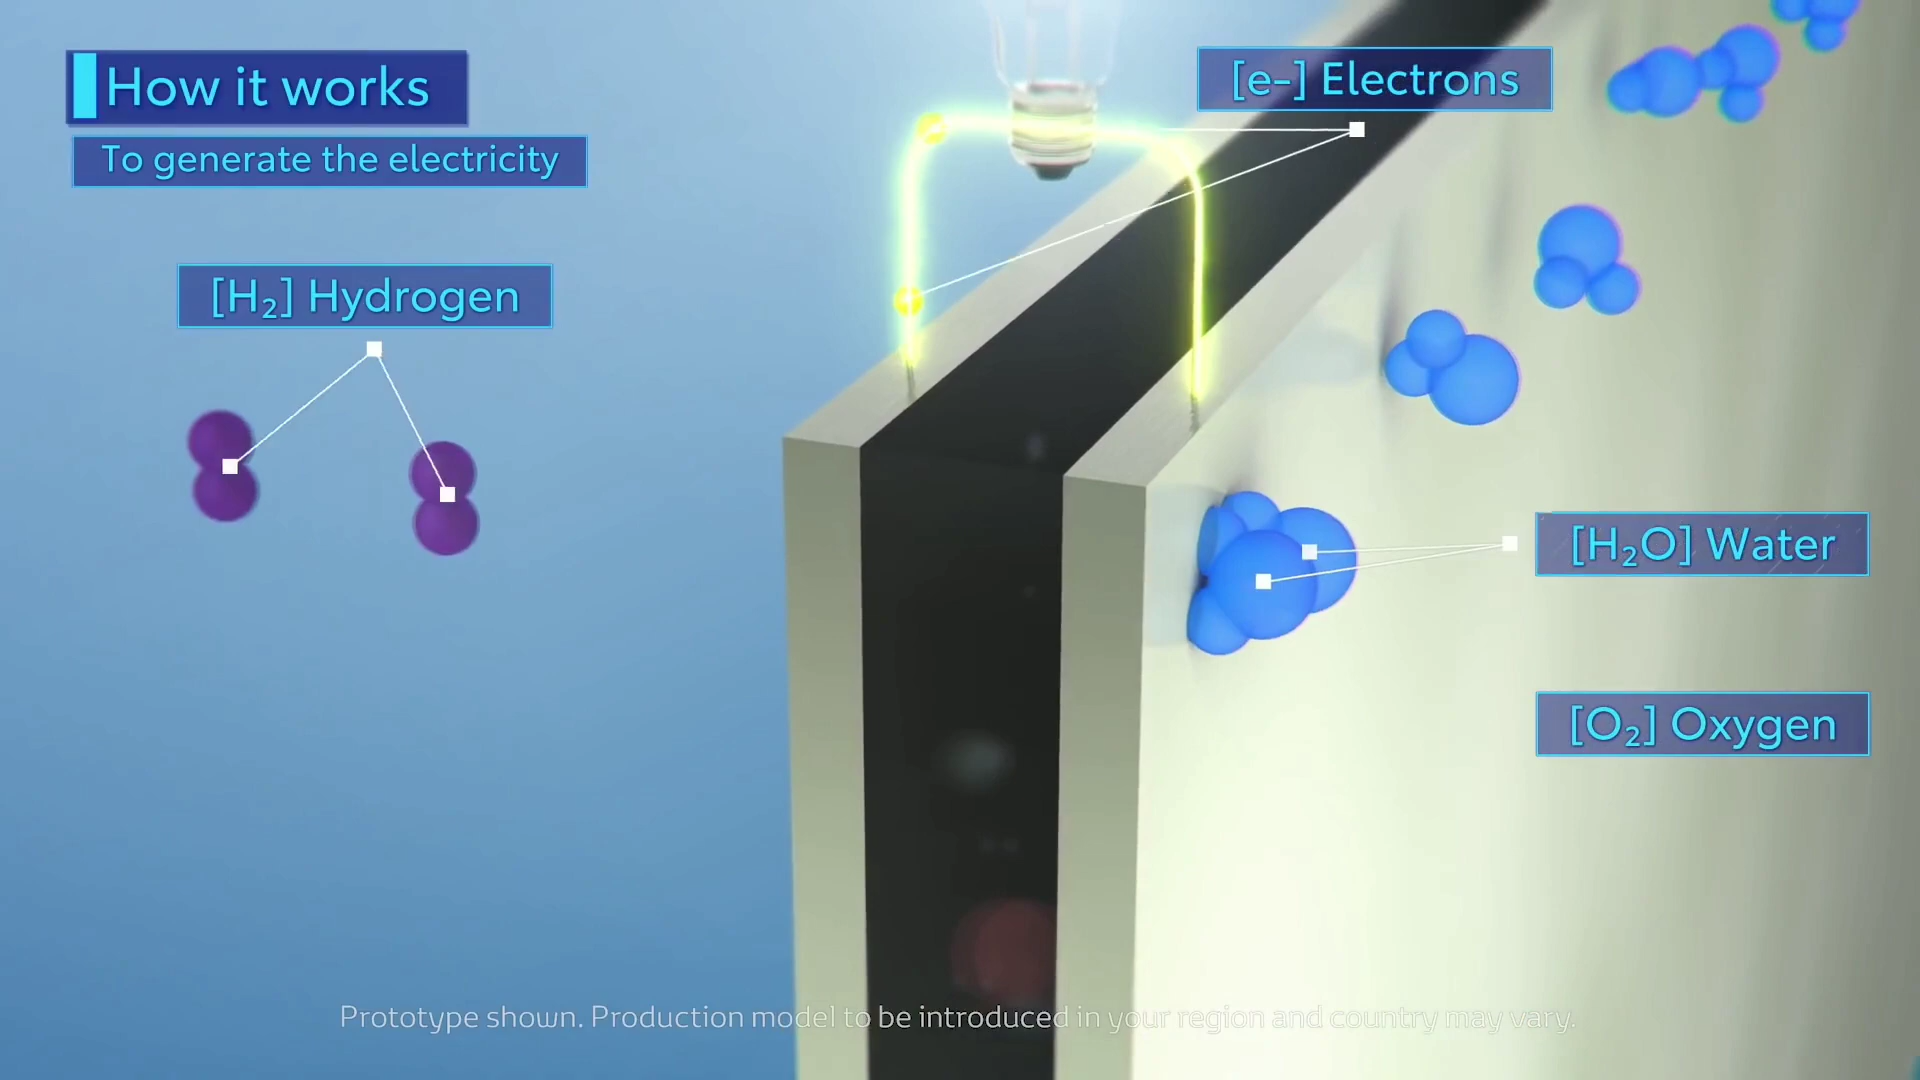 How it works
To generate the electricity
[e-] Electrons
[H₂] Hydrogen
[H₂O] Water
[O₂] Oxygen
Prototype shown. Production model to be introduced in your region and country may vary.